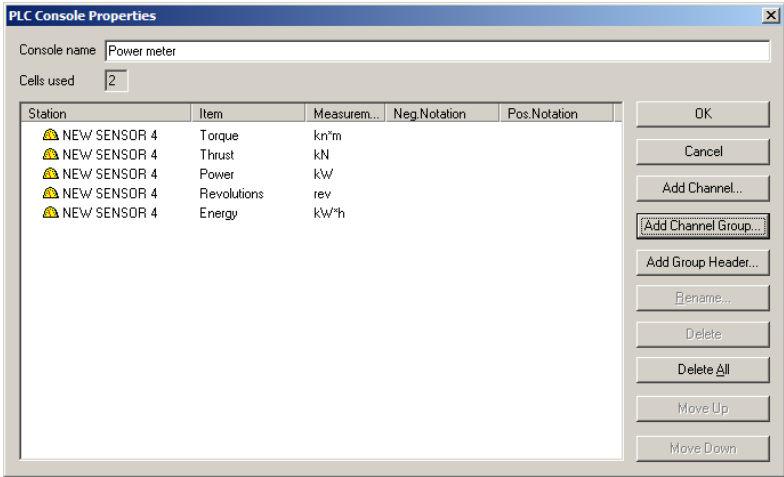 PLC Console Properties
Console name Power meter
Cells used 2
Station Item Measurem... Neg.Notation Pos.Notation
NEW SENSOR 4 Torque kn*m
NEW SENSOR 4 Thrust kN
NEW SENSOR 4 Power kW
NEW SENSOR 4 Revolutions rev
NEW SENSOR 4 Energy kW*h
OK
Cancel
Add Channel...
Add Channel Group...
Add Group Header...
Rename...
Delete
Delete All
Move Up
Move Down